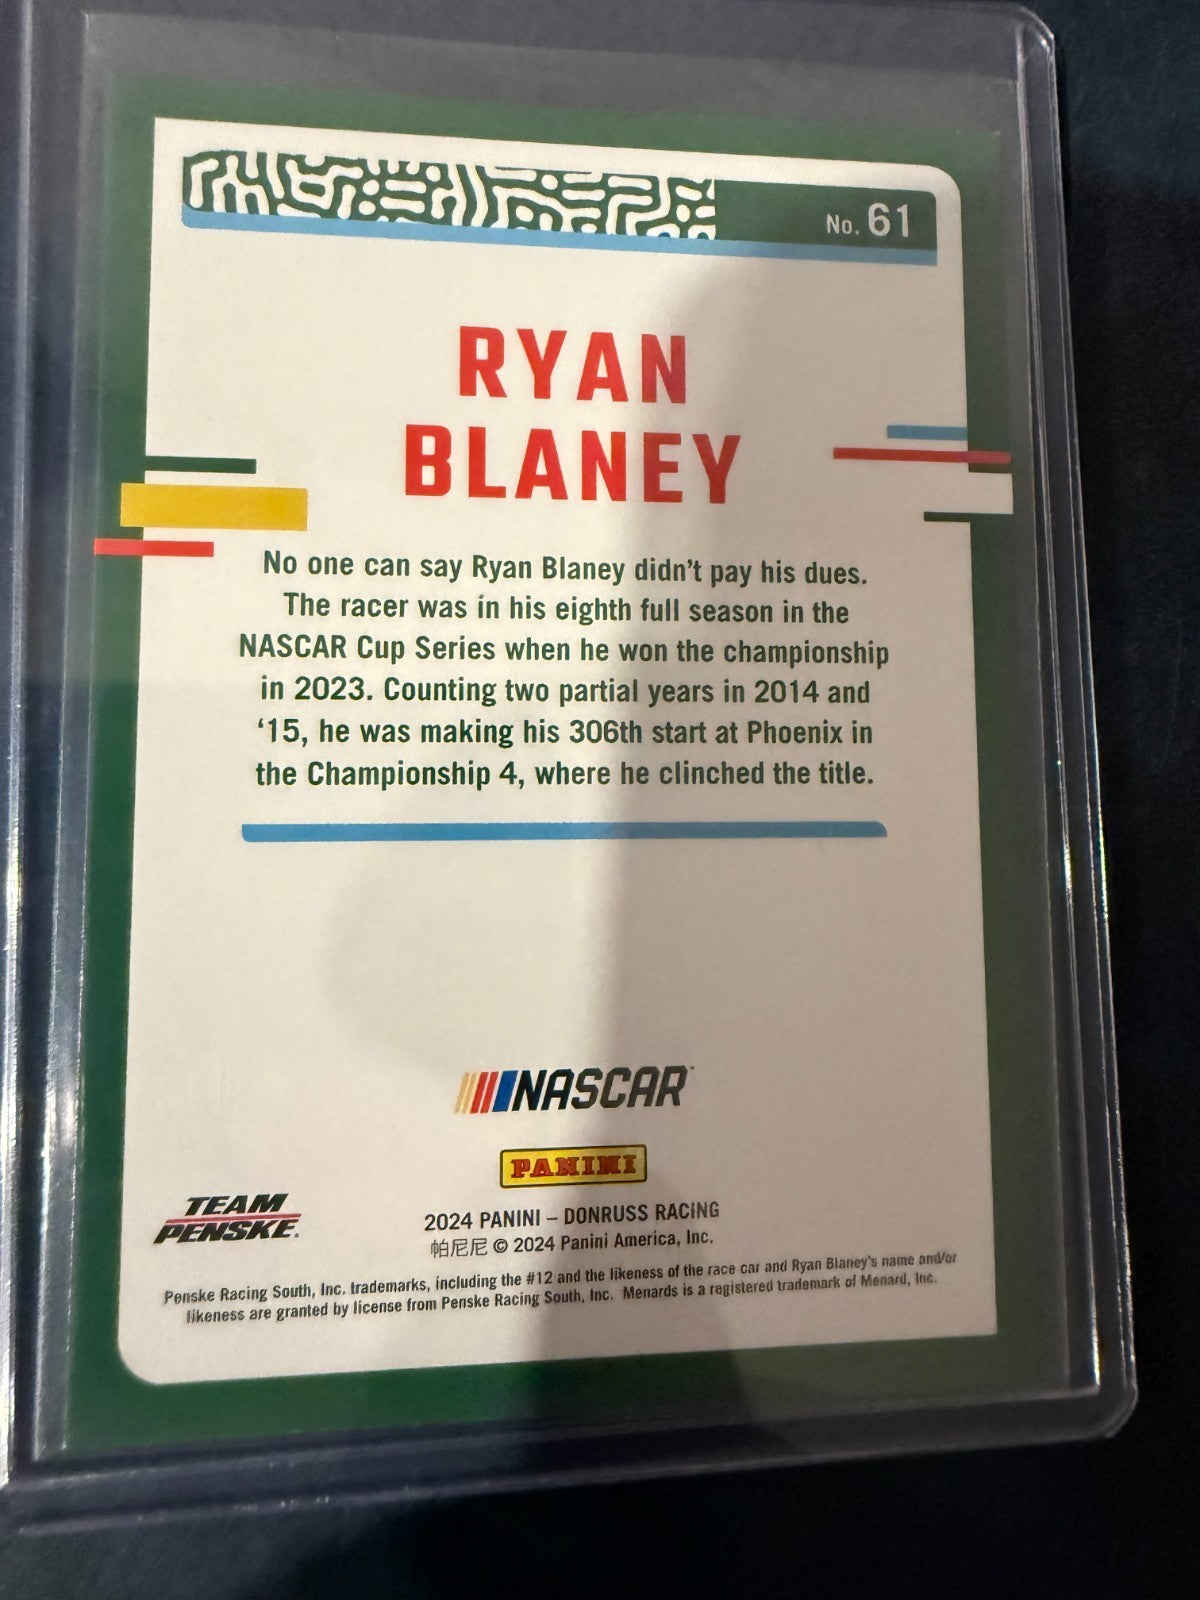 No. 61
RYAN
BLANEY
No one can say Ryan Blaney didn't pay his dues.
The racer was in his eighth full season in the
NASCAR Cup Series when he won the championship
in 2023. Counting two partial years in 2014 and
‘15, he was making his 306th start at Phoenix in
the Championship 4, where he clinched the title.
NASCAR
PANINI
TEAM
PENSKE.
2024 PANINI – DONRUSS RACING
帕尼尼 © 2024 Panini America, Inc.
Penske Racing South, Inc. trademarks, including the #12 and the likeness of the race car and Ryan Blaney's name and/or
likeness are granted by license from Penske Racing South, Inc. Menards is a registered trademark of Menard, Inc.